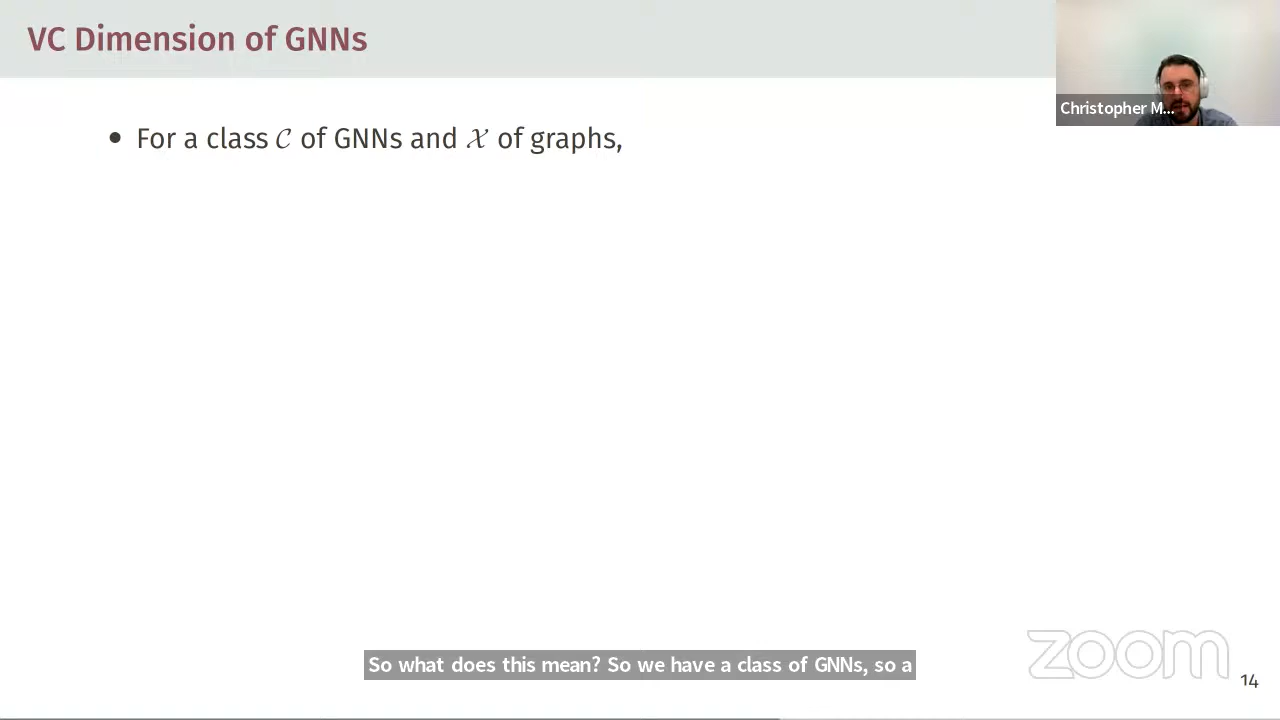 VC Dimension of GNNs
Christopher M...
• For a class 𝒞 of GNNs and 𝒳 of graphs,
So what does this mean? So we have a class of GNNs, so a
zoom
14